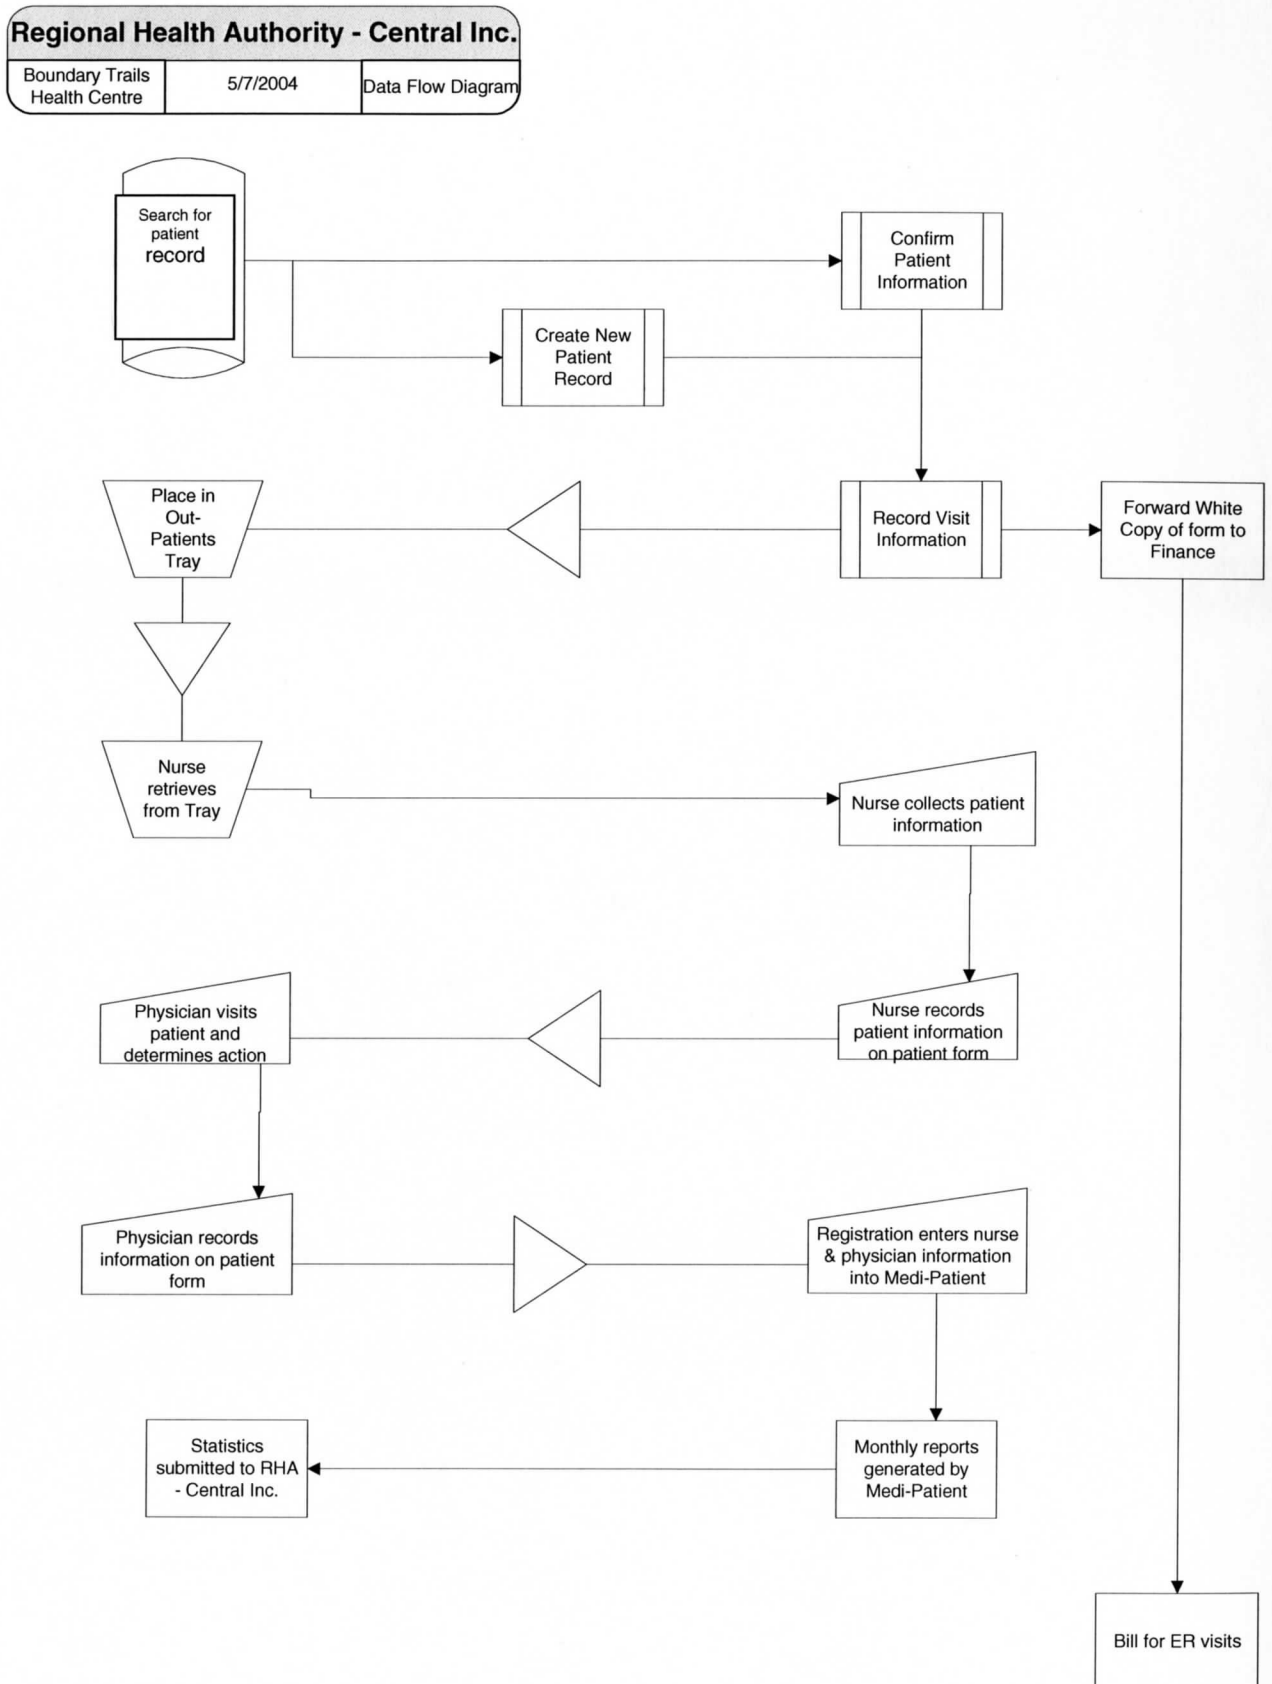 Regional Health Authority - Central Inc.
Boundary Trails
Health Centre
5/7/2004
Data Flow Diagram
Search for
patient
record
Confirm
Patient
Information
Create New
Patient
Record
Place in
Out-
Patients
Tray
Record Visit
Information
Forward White
Copy of form to
Finance
Nurse
retrieves
from Tray
Nurse collects patient
information
Physician visits
patient and
determines action
Nurse records
patient information
on patient form
Physician records
information on patient
form
Registration enters nurse
& physician information
into Medi-Patient
Statistics
submitted to RHA
- Central Inc.
Monthly reports
generated by
Medi-Patient
Bill for ER visits